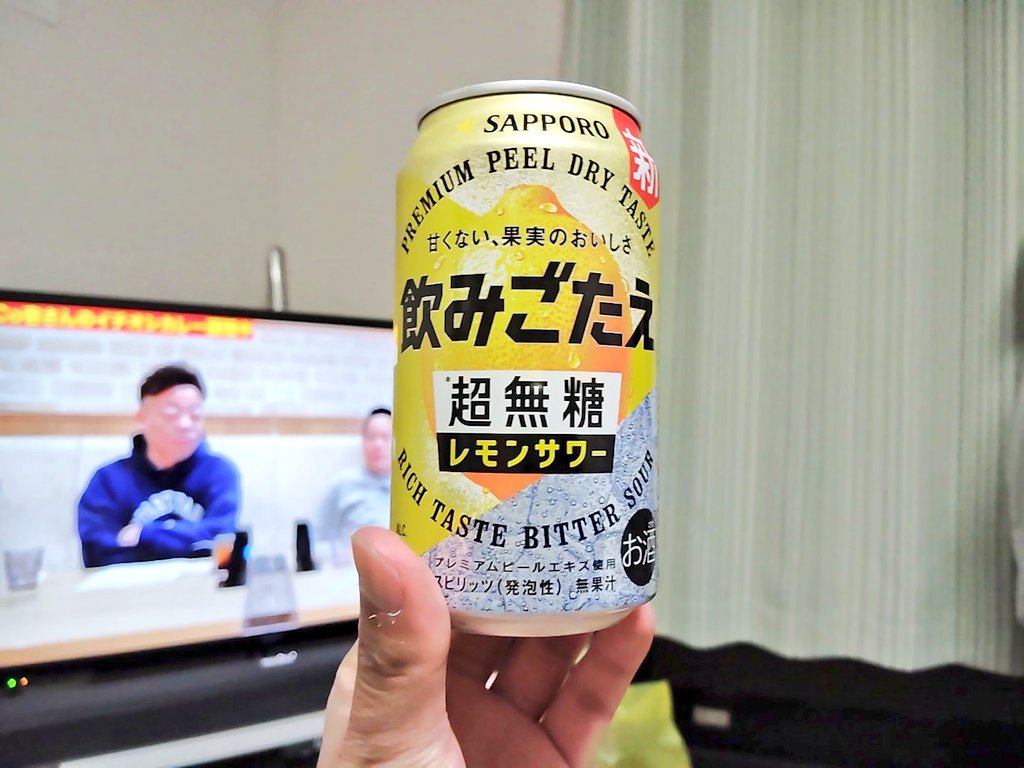 SAPPORO
新
PREMIUM PEEL DRY TASTE
甘くない、果実のおいしさ
飲みごたえ
*超無糖
レモンサワー
RICH TASTE BITTER SOUR
ALC.
お酒
プレミアムピールエキス使用
スピリッツ(発泡性) 無果汁